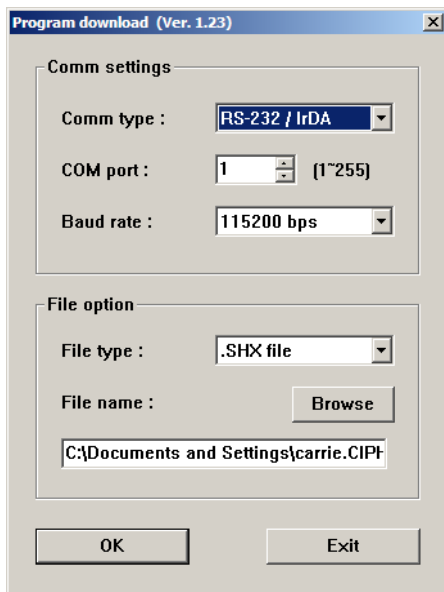 Program download (Ver. 1.23)
Comm settings
Comm type : RS-232 / IrDA
COM port : 1 (1~255)
Baud rate : 115200 bps
File option
File type : .SHX file
File name : Browse
C:\Documents and Settings\carrie.CIPH
OK Exit